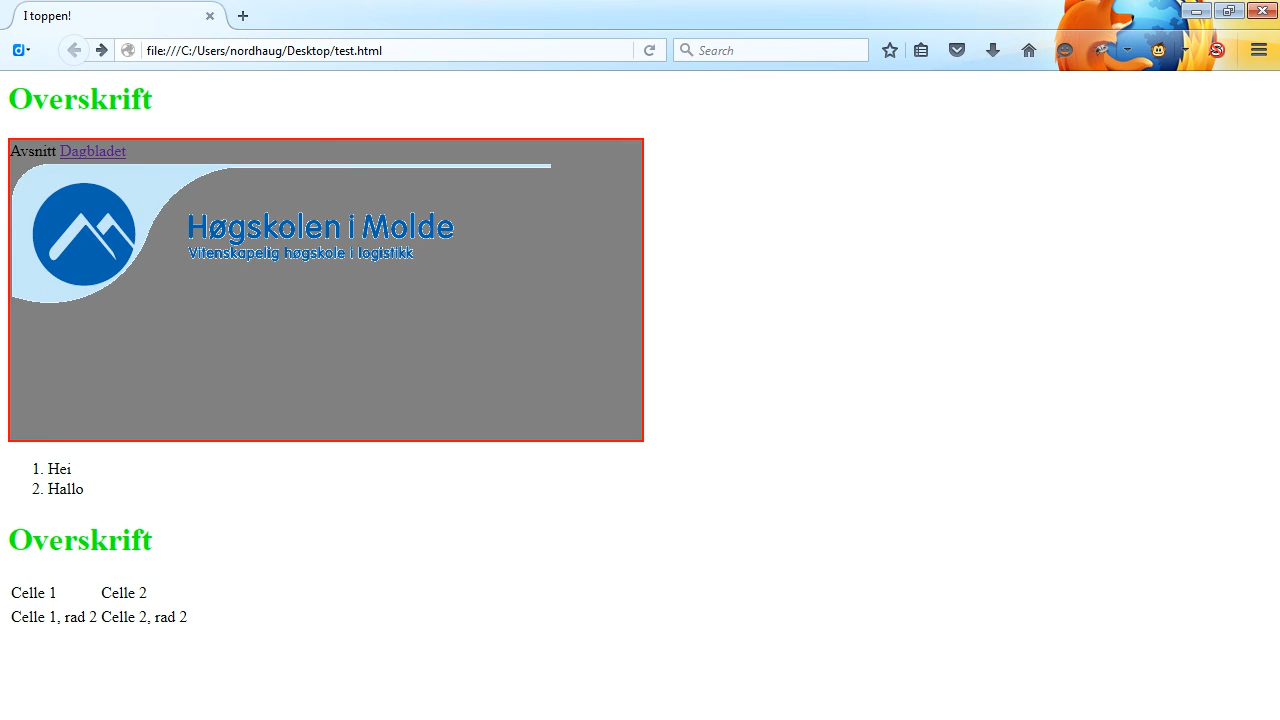 I toppen!
file:///C:/Users/nordhaug/Desktop/test.html
Search
Overskrift
Avsnitt Dagbladet
Høgskolen i Molde
Vitenskapelig høgskole i logistikk
1. Hei
2. Hallo
Overskrift
Celle 1 Celle 2
Celle 1, rad 2 Celle 2, rad 2